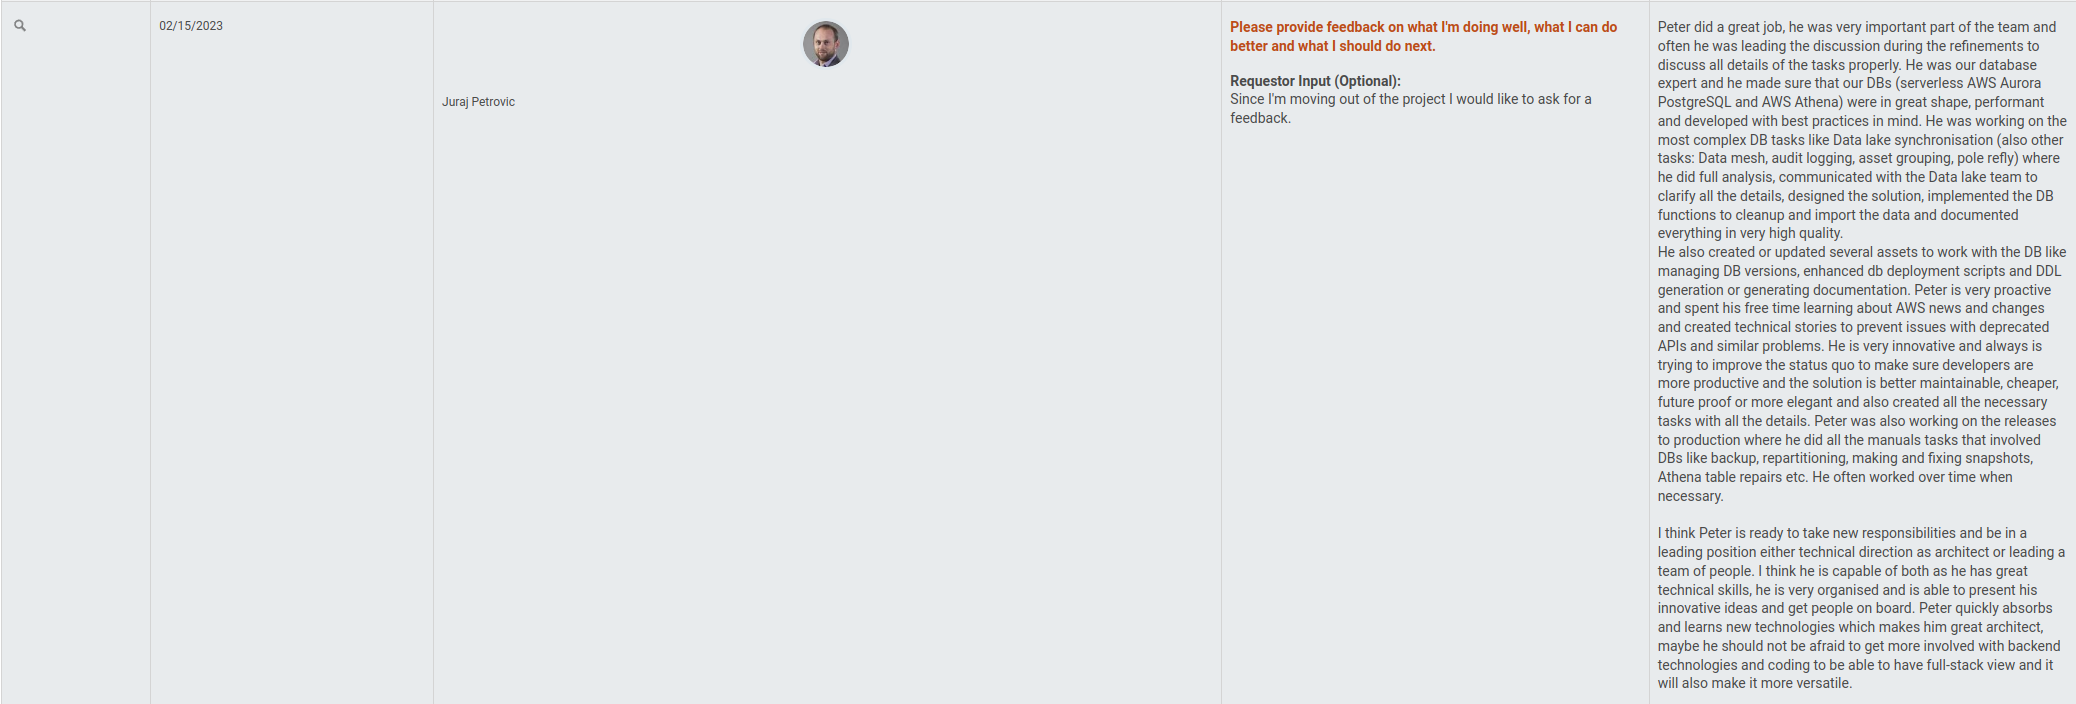 02/15/2023
Juraj Petrovic
Please provide feedback on what I'm doing well, what I can do
better and what I should do next.
Requestor Input (Optional):
Since I'm moving out of the project I would like to ask for a
feedback.
Peter did a great job, he was very important part of the team and
often he was leading the discussion during the refinements to
discuss all details of the tasks properly. He was our database
expert and he made sure that our DBs (serverless AWS Aurora
PostgreSQL and AWS Athena) were in great shape, performant
and developed with best practices in mind. He was working on the
most complex DB tasks like Data lake synchronisation (also other
tasks: Data mesh, audit logging, asset grouping, pole refly) where
he did full analysis, communicated with the Data lake team to
clarify all the details, designed the solution, implemented the DB
functions to cleanup and import the data and documented
everything in very high quality.
He also created or updated several assets to work with the DB like
managing DB versions, enhanced db deployment scripts and DDL
generation or generating documentation. Peter is very proactive
and spent his free time learning about AWS news and changes
and created technical stories to prevent issues with deprecated
APIs and similar problems. He is very innovative and always is
trying to improve the status quo to make sure developers are
more productive and the solution is better maintainable, cheaper,
future proof or more elegant and also created all the necessary
tasks with all the details. Peter was also working on the releases
to production where he did all the manuals tasks that involved
DBs like backup, repartitioning, making and fixing snapshots,
Athena table repairs etc. He often worked over time when
necessary.
I think Peter is ready to take new responsibilities and be in a
leading position either technical direction as architect or leading a
team of people. I think he is capable of both as he has great
technical skills, he is very organised and is able to present his
innovative ideas and get people on board. Peter quickly absorbs
and learns new technologies which makes him great architect,
maybe he should not be afraid to get more involved with backend
technologies and coding to be able to have full-stack view and it
will also make it more versatile.